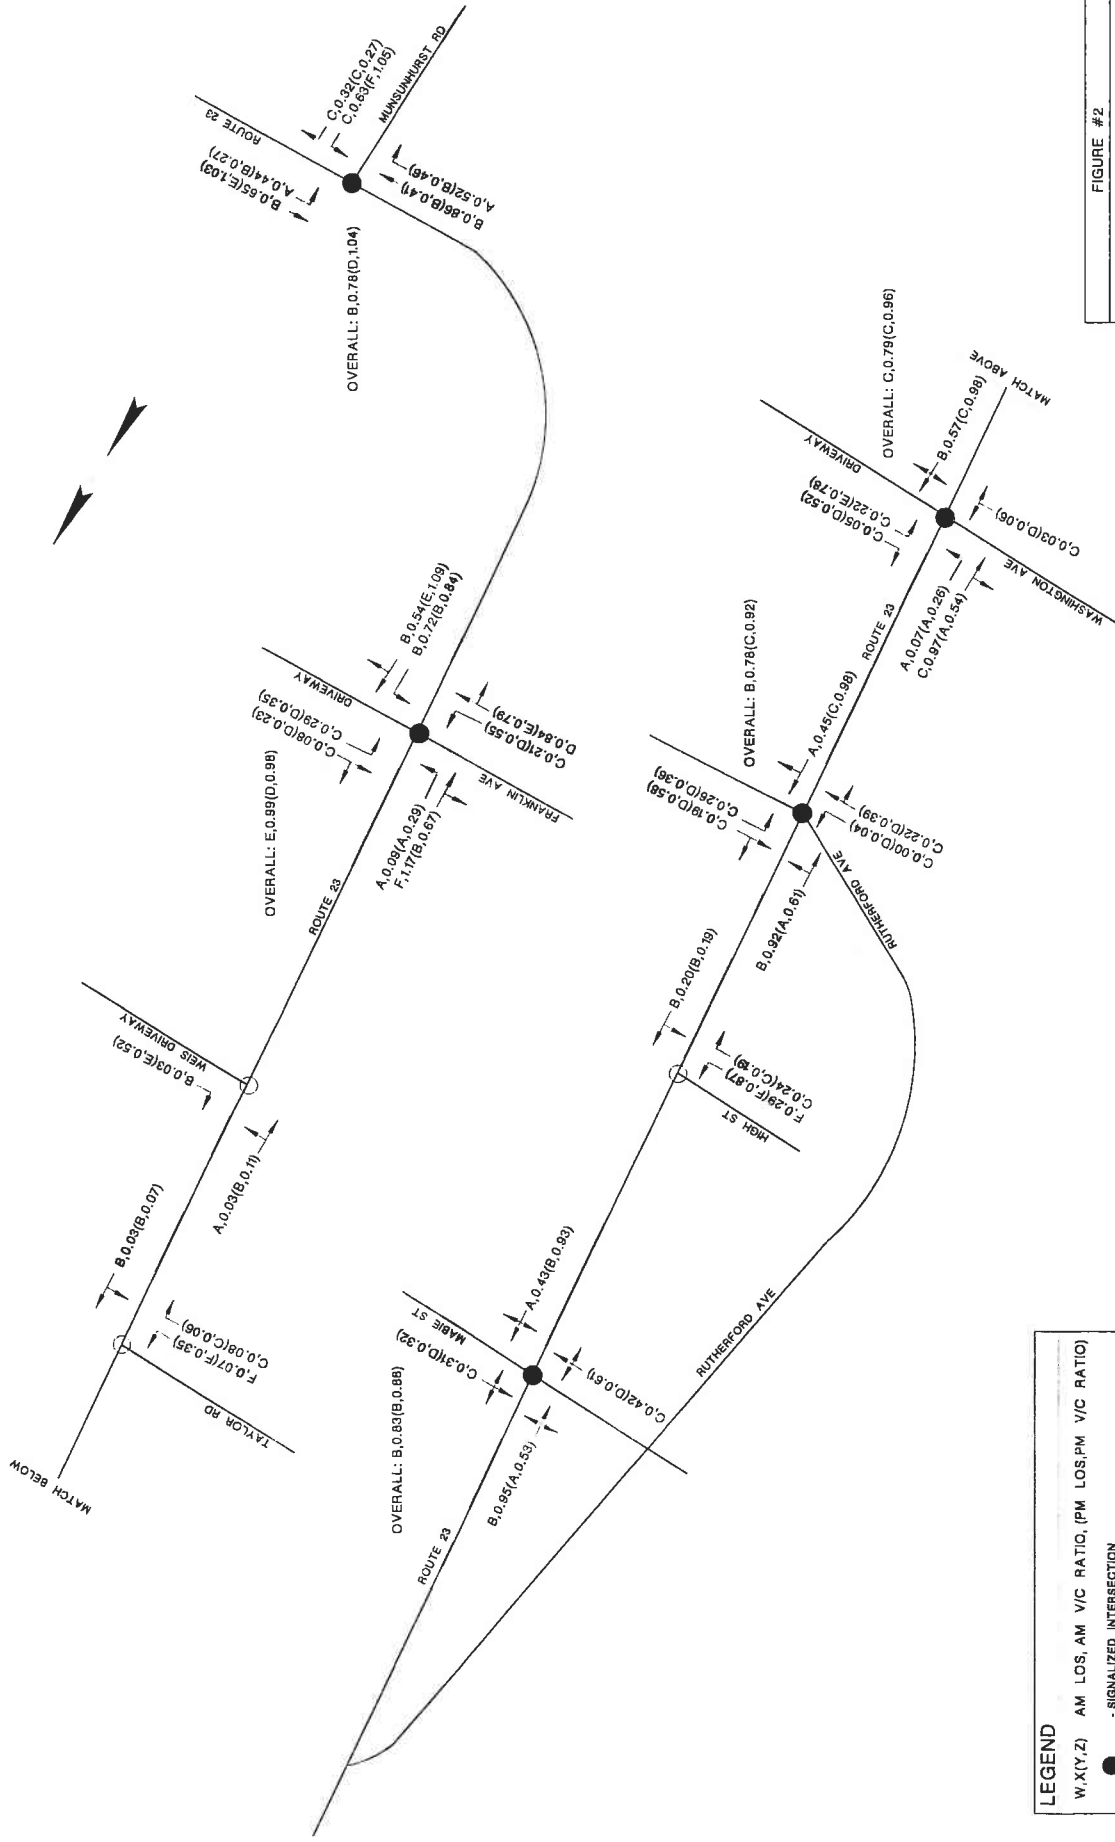 ROUTE 23
C,0.32(C,0.27)
C,0.63(F,1.05)
MUNSUNHURST RD
B,0.65(E,1.03)
A,0.44(B,0.27)
B,0.86(B,0.41)
A,0.52(B,0.46)
OVERALL: B,0.78(D,1.04)
B,0.54(E,1.09)
B,0.72(B,0.84)
DRIVEWAY
C,0.08(D,0.23)
C,0.29(D,0.35)
C,0.21(D,0.55)
D,0.84(E,0.79)
FRANKLIN AVE
A,0.09(A,0.29)
F,1.17(B,0.67)
OVERALL: E,0.99(D,0.98)
ROUTE 23
WEIS DRIVEWAY
B,0.03(E,0.52)
A,0.03(B,0.11)
B,0.03(B,0.07)
F,0.07(F,0.35)
C,0.08(C,0.06)
TAYLOR RD
MATCH BELOW
MATCH ABOVE
OVERALL: C,0.79(C,0.96)
B,0.57(C,0.98)
DRIVEWAY
C,0.05(D,0.52)
C,0.22(E,0.78)
C,0.03(D,0.06)
WASHINGTON AVE
A,0.07(A,0.26)
C,0.97(A,0.54)
ROUTE 23
OVERALL: B,0.78(C,0.92)
A,0.45(C,0.98)
C,0.19(D,0.58)
C,0.26(D,0.36)
C,0.00(D,0.04)
C,0.22(D,0.39)
RUTHERFORD AVE
B,0.92(A,0.61)
B,0.20(B,0.19)
F,0.29(F,0.87)
C,0.24(C,0.19)
HIGH ST
A,0.43(B,0.93)
MABIE ST
C,0.31(D,0.32)
C,0.42(D,0.61)
B,0.95(A,0.53)
OVERALL: B,0.83(B,0.88)
RUTHERFORD AVE
ROUTE 23
LEGEND
W,X(Y,Z) AM LOS, AM V/C RATIO, (PM LOS,PM V/C RATIO)
- SIGNALIZED INTERSECTION
FIGURE #2